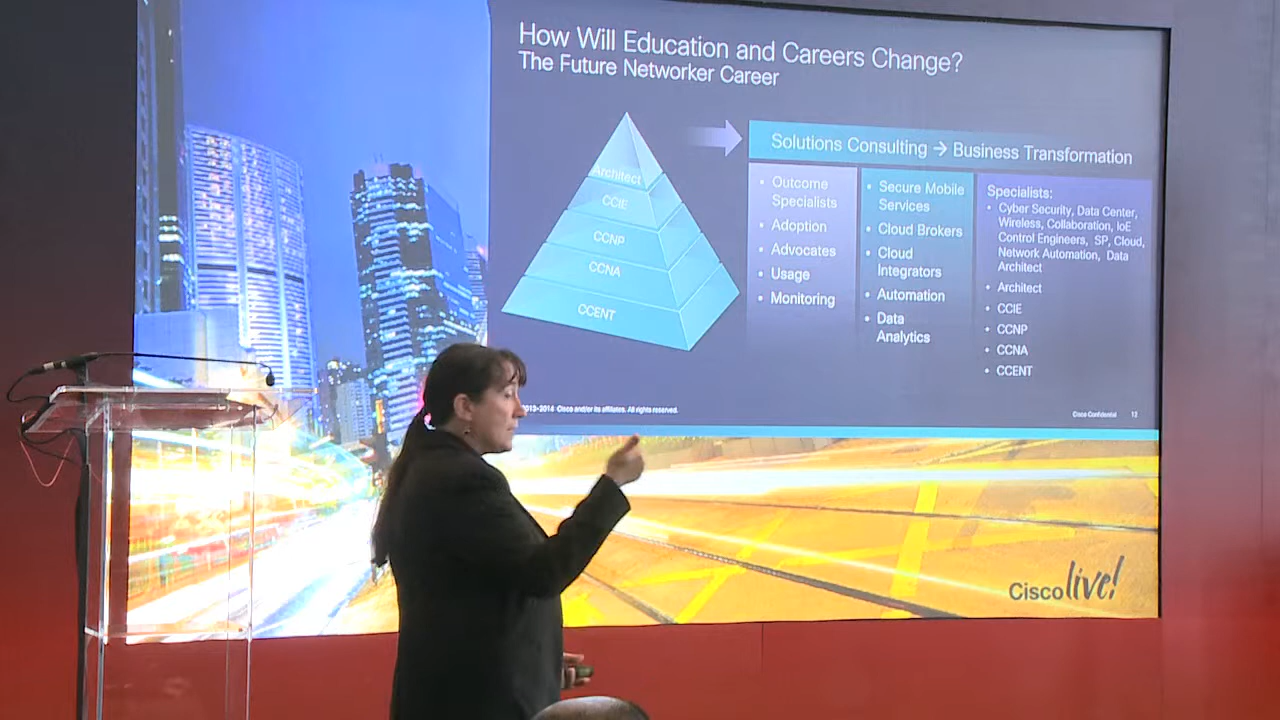 How Will Education and Careers Change?
The Future Networker Career
Architect
CCIE
CCNP
CCNA
CCENT
Solutions Consulting → Business Transformation
• Outcome
Specialists
• Adoption
• Advocates
• Usage
• Monitoring
• Secure Mobile
Services
• Cloud Brokers
• Cloud
Integrators
• Automation
• Data
Analytics
Specialists:
• Cyber Security, Data Center,
Wireless, Collaboration, IoE
Control Engineers, SP, Cloud,
Network Automation, Data
Architect
• Architect
• CCIE
• CCNP
• CCNA
• CCENT
2013-2014 Cisco and/or its affiliates. All rights reserved.
Cisco Confidential 12
Cisco live!